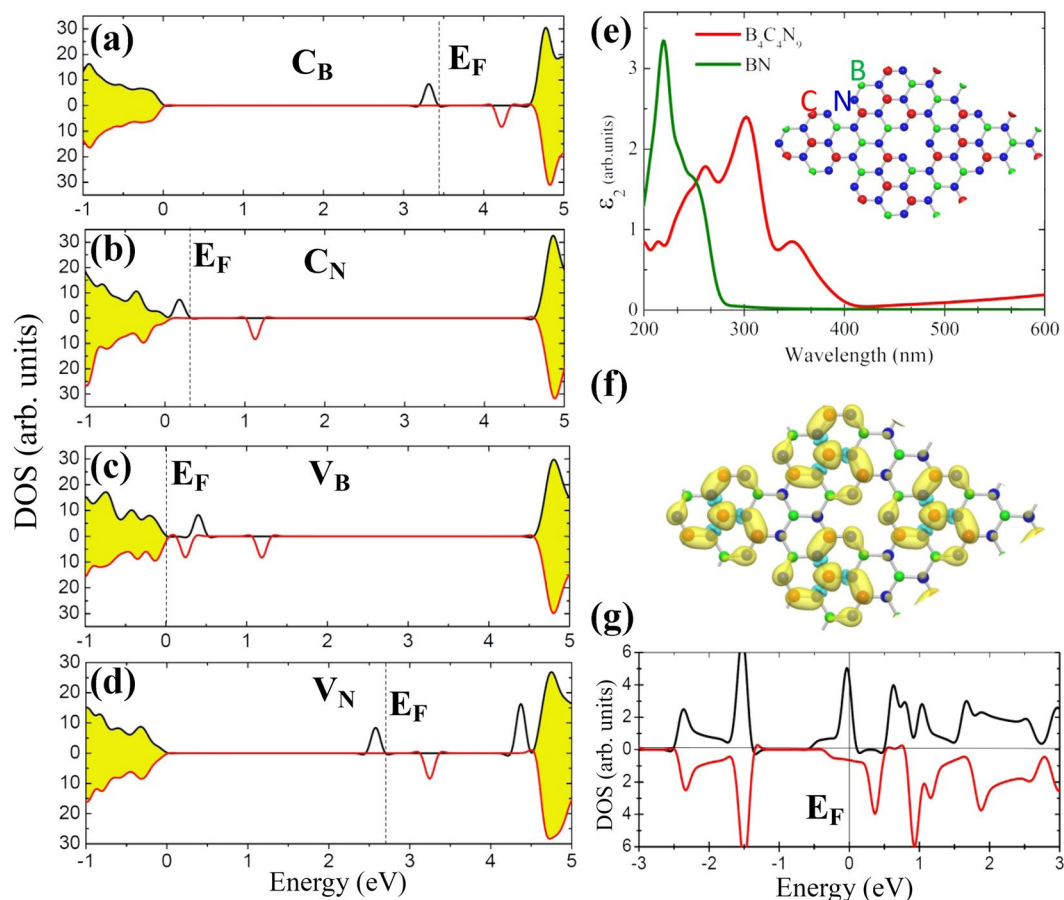 (a)
C_B
E_F
30
20
10
0
10
20
30
-1 0 1 2 3 4 5
(b)
E_F
C_N
30
20
10
0
10
20
30
-1 0 1 2 3 4 5
DOS (arb. units)
(c)
E_F
V_B
30
20
10
0
10
20
30
-1 0 1 2 3 4 5
(d)
V_N
E_F
30
20
10
0
10
20
30
-1 0 1 2 3 4 5
Energy (eV)
(e)
B₄C₄N₉
BN
B
C N
ε₂ (arb.units)
3
2
1
0
200 300 400 500 600
Wavelength (nm)
(f)
(g)
DOS (arb. units)
6
4
2
0
2
4
6
E_F
-3 -2 -1 0 1 2 3
Energy (eV)